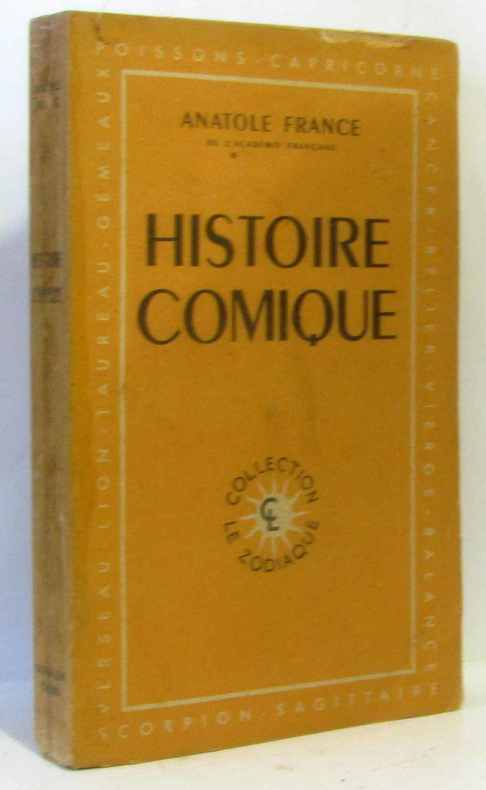 POISSONS - CAPRICORNE
CANCER - BÉLIER - VIERGE - BALANCE
VERSEAU - LION - TAUREAU - GÉMEAUX
SCORPION - SAGITTAIRE
ANATOLE FRANCE
DE L'ACADÉMIE FRANÇAISE
HISTOIRE
COMIQUE
COLLECTION
CL
LE ZODIAQUE
HISTOIRE